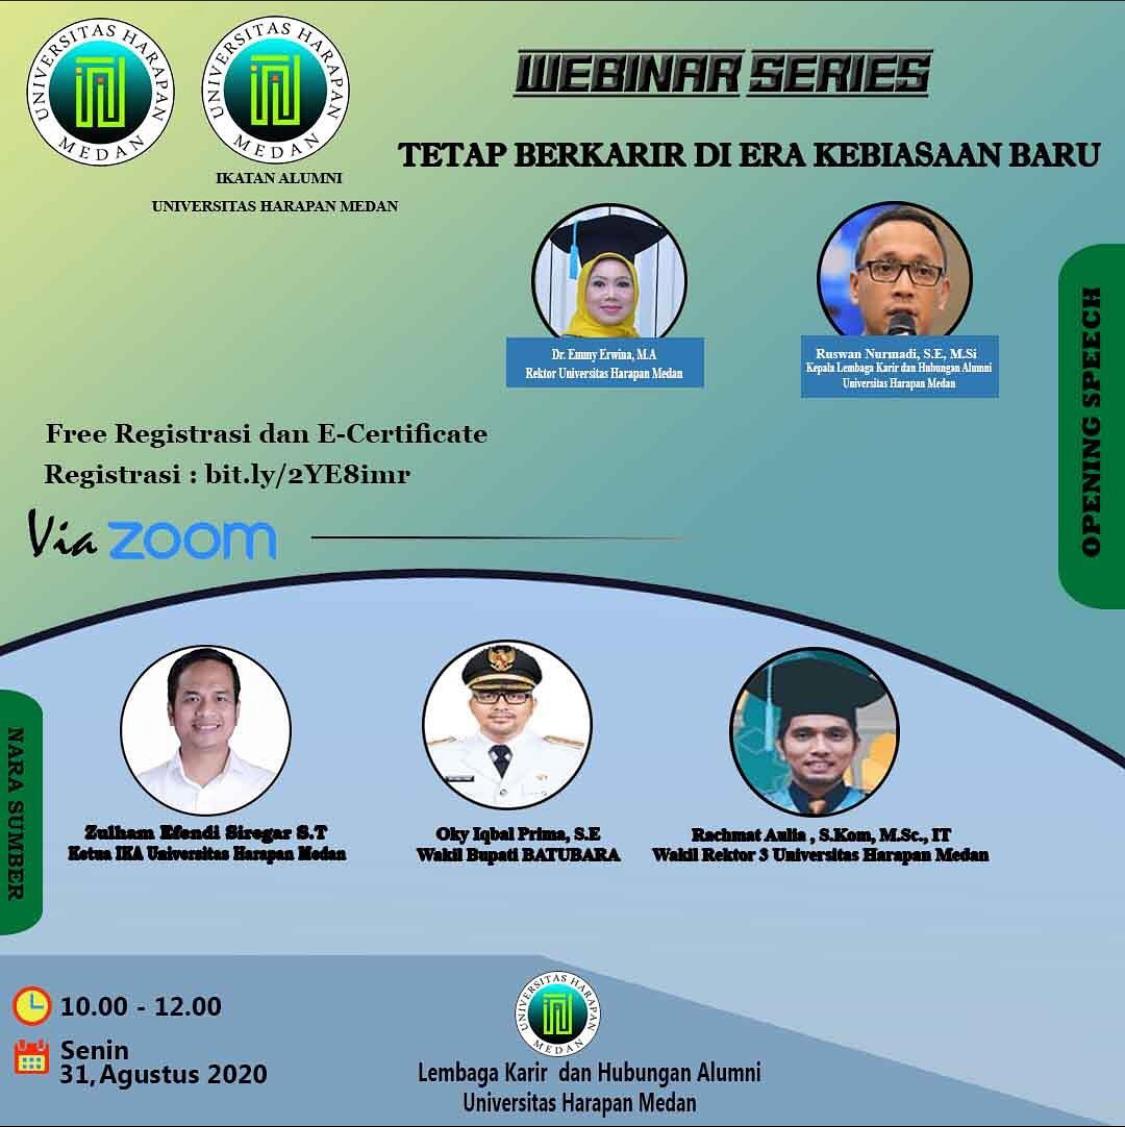 UNIVERSITAS HARAPAN
MEDAN
UNIVERSITAS HARAPAN
MEDAN
IKATAN ALUMNI
UNIVERSITAS HARAPAN MEDAN
WEBINAR SERIES
TETAP BERKARIR DI ERA KEBIASAAN BARU
Dr. Emmy Erwina, M.A
Rektor Universitas Harapan Medan
Ruswan Nurmadi, S.E, M.Si
Kepala Lembaga Karir dan Hubungan Alumni
Universitas Harapan Medan
OPENING SPEECH
Free Registrasi dan E-Certificate
Registrasi : bit.ly/2YE8imr
Via zoom
NARA SUMBER
Zulham Efendi Siregar S.T
Ketua IKA Universitas Harapan Medan
Oky Iqbal Prima, S.E
Wakil Bupati BATUBARA
Rachmat Aulia , S.Kom, M.Sc., IT
Wakil Rektor 3 Universitas Harapan Medan
10.00 - 12.00
Senin
31,Agustus 2020
UNIVERSITAS HARAPAN
MEDAN
Lembaga Karir dan Hubungan Alumni
Universitas Harapan Medan